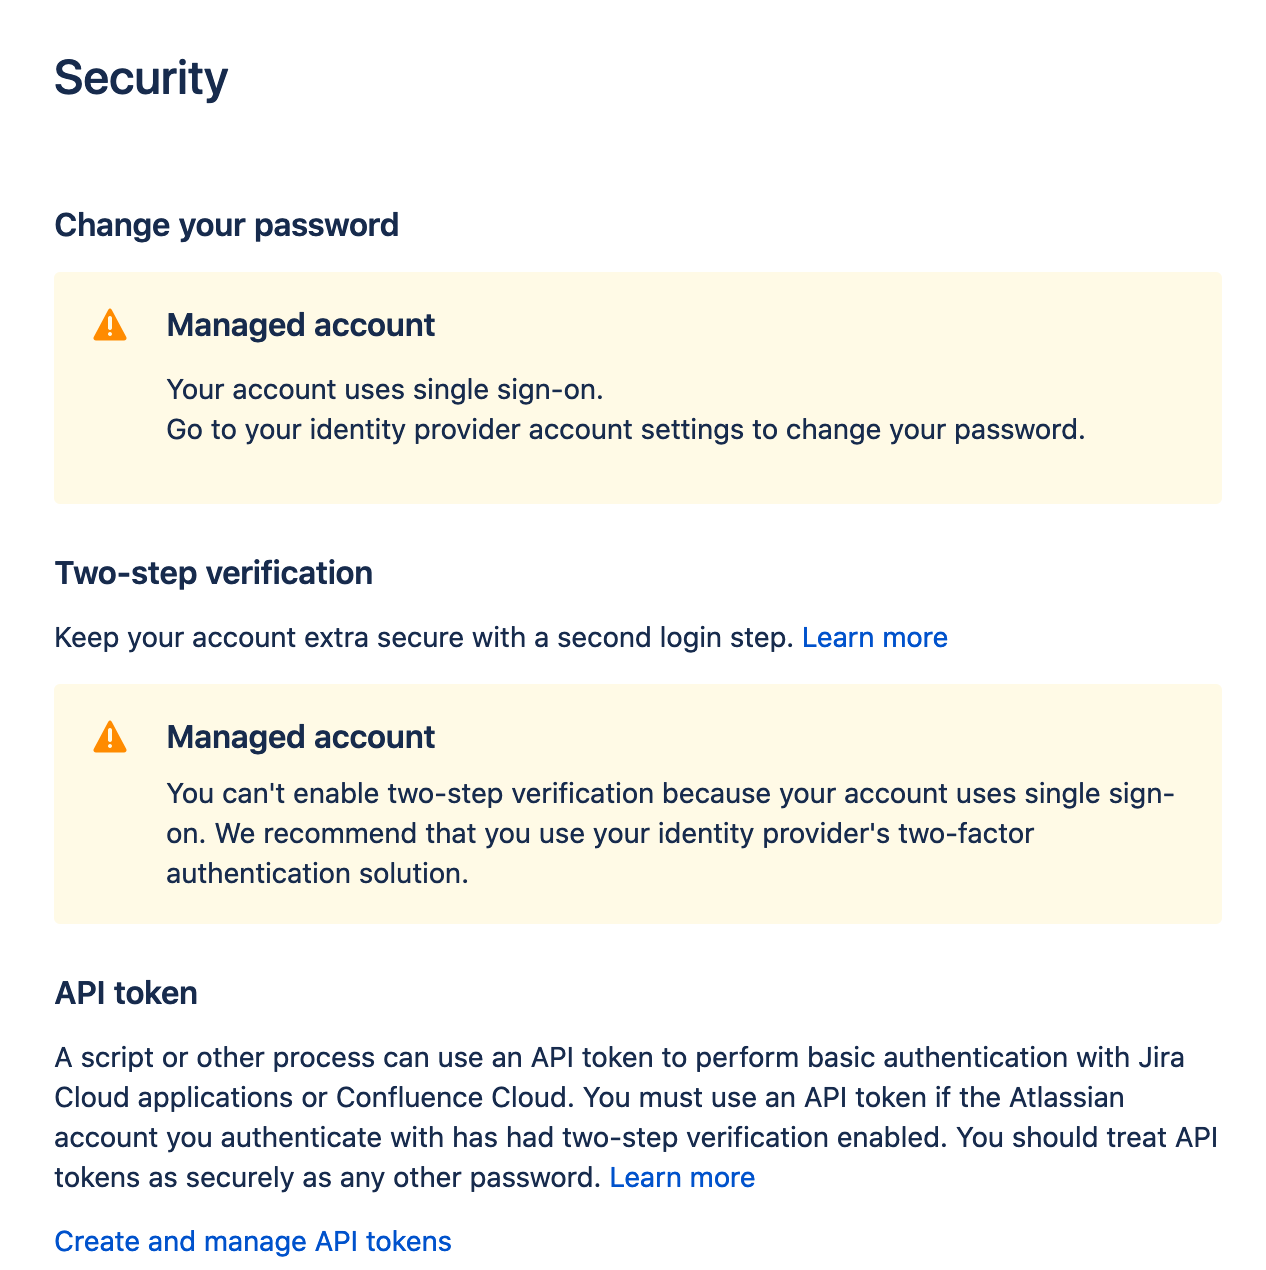 Security
Change your password
Managed account
Your account uses single sign-on.
Go to your identity provider account settings to change your password.
Two-step verification
Keep your account extra secure with a second login step. Learn more
Managed account
You can't enable two-step verification because your account uses single sign-
on. We recommend that you use your identity provider's two-factor
authentication solution.
API token
A script or other process can use an API token to perform basic authentication with Jira
Cloud applications or Confluence Cloud. You must use an API token if the Atlassian
account you authenticate with has had two-step verification enabled. You should treat API
tokens as securely as any other password. Learn more
Create and manage API tokens